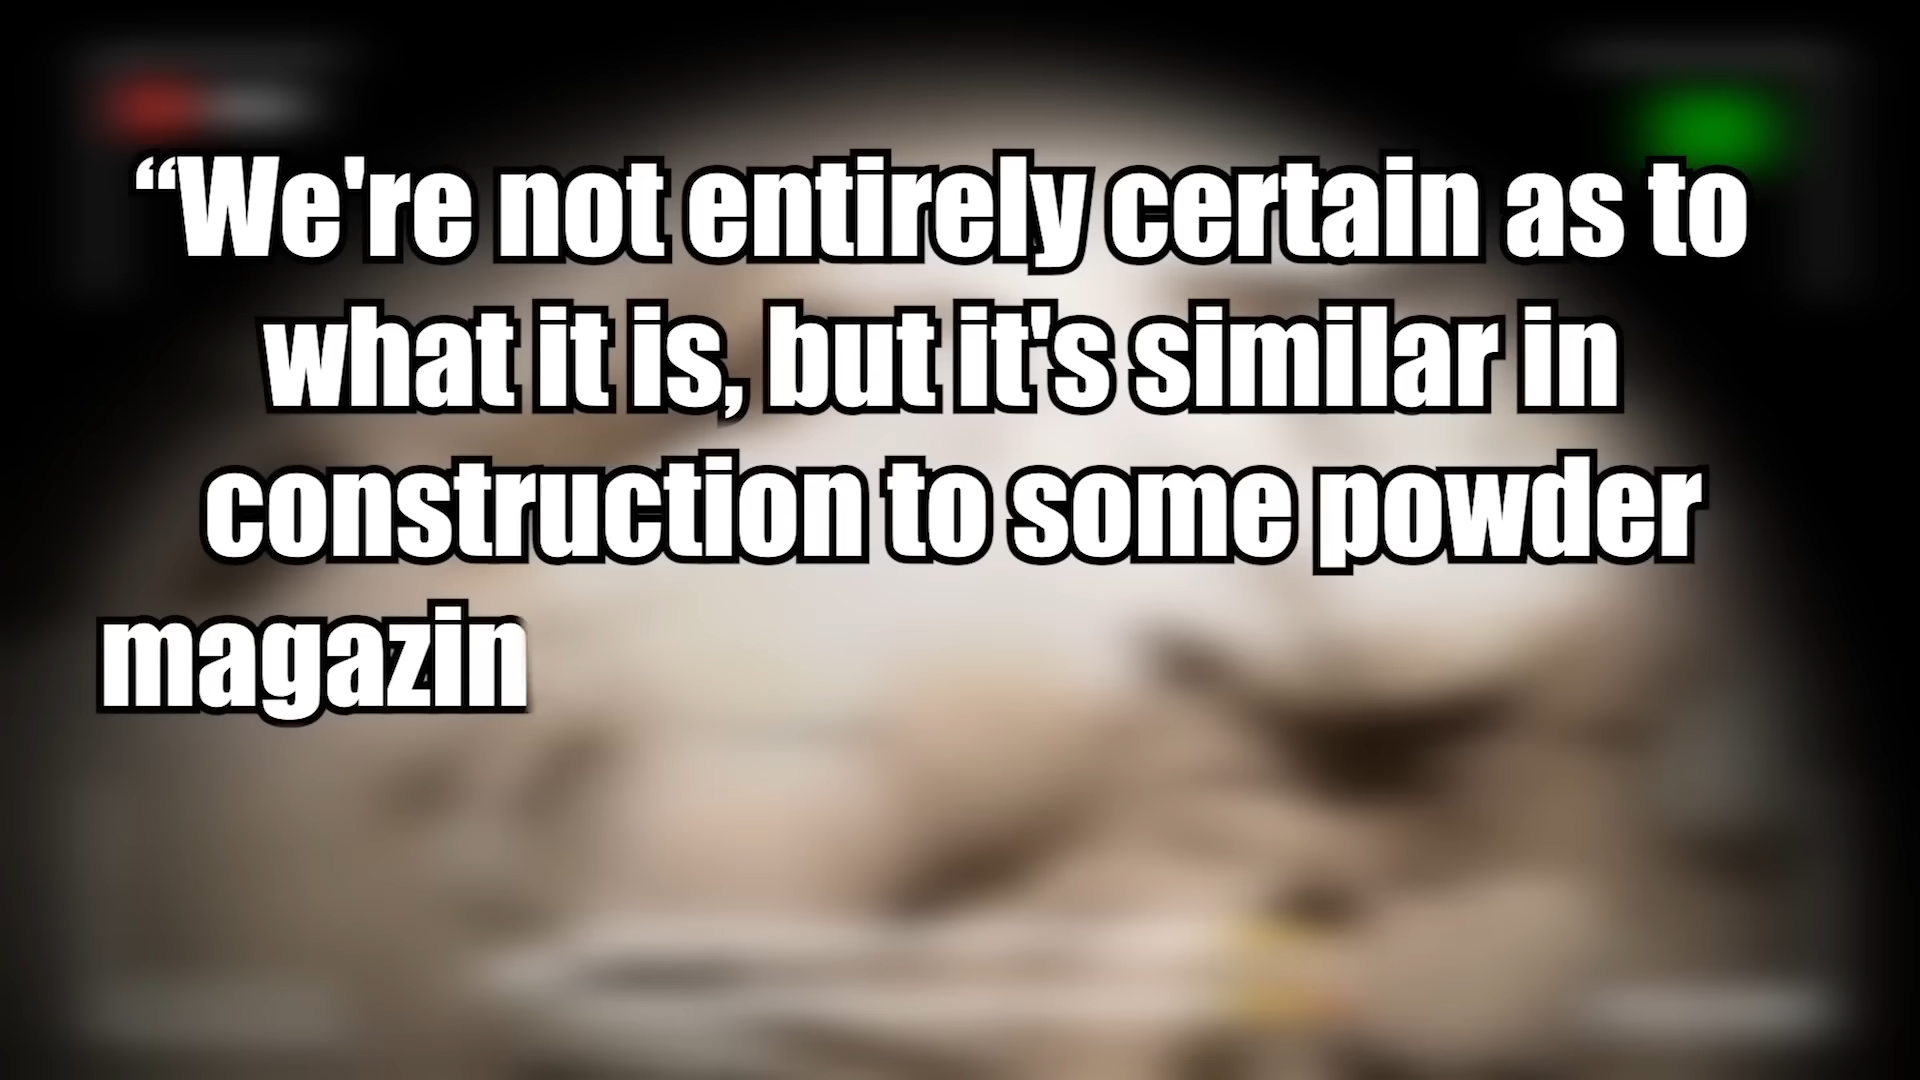 “We're not entirely certain as to
what it is, but it's similar in
construction to some powder
magazin